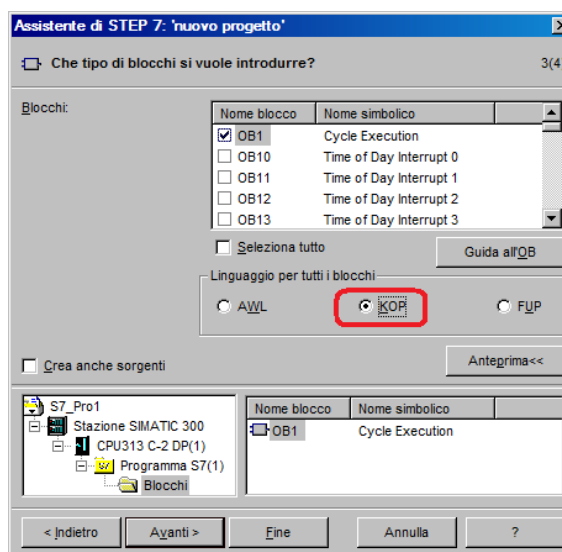 Assistente di STEP 7: 'nuovo progetto'
Che tipo di blocchi si vuole introdurre? 3(4
Blocchi:
Nome blocco Nome simbolico
OB1 Cycle Execution
OB10 Time of Day Interrupt 0
OB11 Time of Day Interrupt 1
OB12 Time of Day Interrupt 2
OB13 Time of Day Interrupt 3
Seleziona tutto
Guida all'OB
Linguaggio per tutti i blocchi
AWL KOP FUP
Crea anche sorgenti
Anteprima<<
S7_Pro1
Stazione SIMATIC 300
CPU313 C-2 DP(1)
Programma S7(1)
Blocchi
Nome blocco Nome simbolico
OB1 Cycle Execution
< Indietro Avanti > Fine Annulla ?